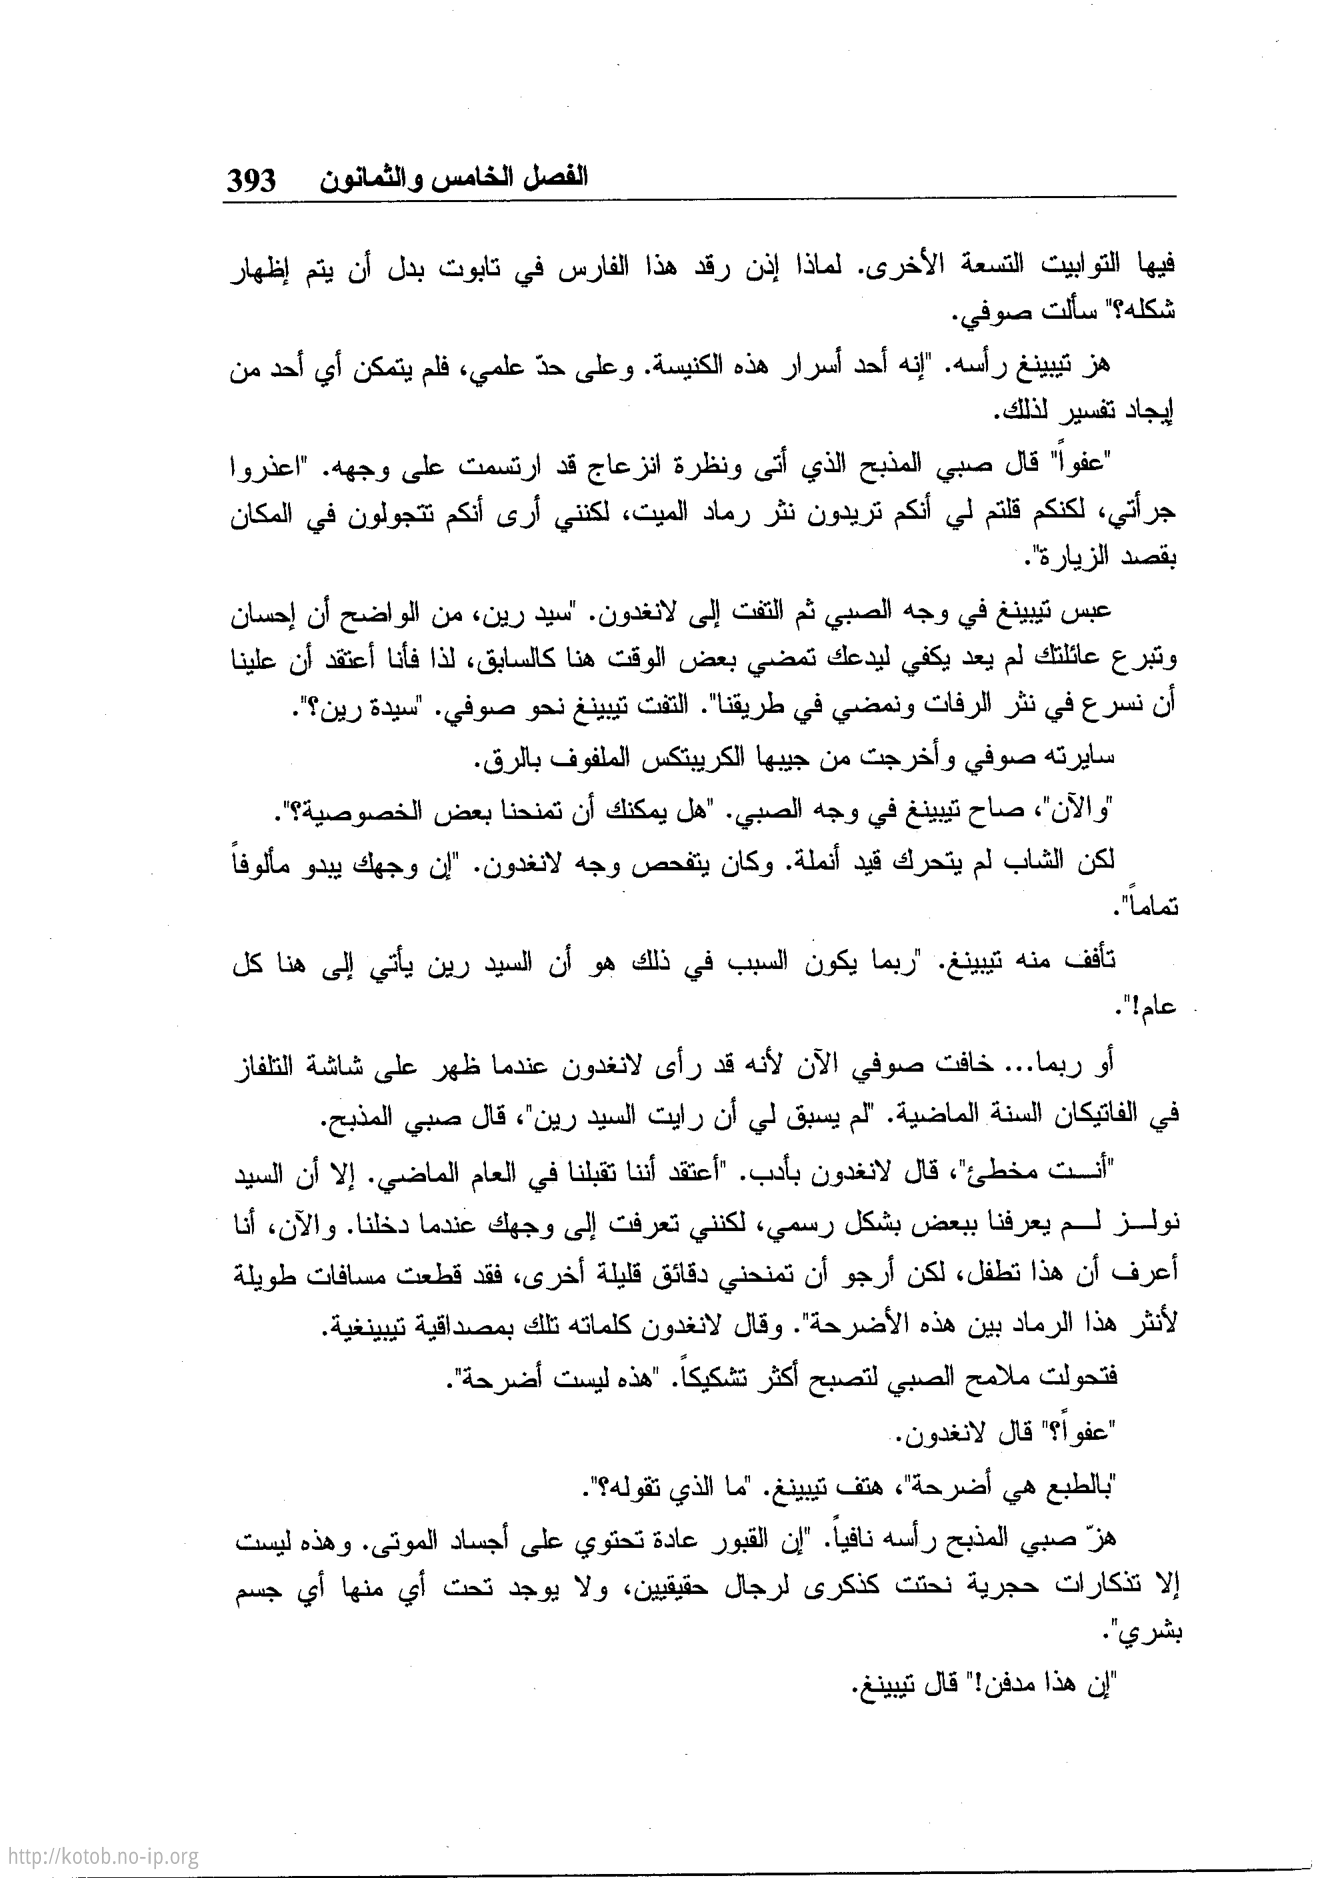 الفصل الخامس والثمانون 393
فيها التوابيت التسعة الأخرى. لماذا إذن رقد هذا الفارس في تابوت بدل أن يتم إظهار
شكله؟" سألت صوفي.
هز تيبينغ رأسه. "إنه أحد أسرار هذه الكنيسة. وعلى حدّ علمي، فلم يتمكن أي أحد من
إيجاد تفسير لذلك.
"عفواً" قال صبي المذبح الذي أتى ونظرة انزعاج قد ارتسمت على وجهه. "اعذروا
جرأتي، لكنكم قلتم لي أنكم تريدون نثر رماد الميت، لكنني أرى أنكم تتجولون في المكان
بقصد الزيارة".
عبس تيبينغ في وجه الصبي ثم التفت إلى لانغدون. "سيد رين، من الواضح أن إحسان
وتبرع عائلتك لم يعد يكفي ليدعك تمضي بعض الوقت هنا كالسابق، لذا فأنا أعتقد أن علينا
أن نسرع في نثر الرفات ونمضي في طريقنا". التفت تيبينغ نحو صوفي. "سيدة رين؟".
سايرته صوفي وأخرجت من جيبها الكريبتكس الملفوف بالرق.
"والآن"، صاح تيبينغ في وجه الصبي. "هل يمكنك أن تمنحنا بعض الخصوصية؟".
لكن الشاب لم يتحرك قيد أنملة. وكان يتفحص وجه لانغدون. "إن وجهك يبدو مألوفاً
تماماً".
تأفف منه تيبينغ. "ربما يكون السبب في ذلك هو أن السيد رين يأتي إلى هنا كل
عام!".
أو ربما... خافت صوفي الآن لأنه قد رأى لانغدون عندما ظهر على شاشة التلفاز
في الفاتيكان السنة الماضية. "لم يسبق لي أن رايت السيد رين"، قال صبي المذبح.
"أنت مخطئ"، قال لانغدون بأدب. "أعتقد أننا تقبلنا في العام الماضي. إلا أن السيد
نولز لم يعرفنا ببعض بشكل رسمي، لكنني تعرفت إلى وجهك عندما دخلنا. والآن، أنا
أعرف أن هذا تطفل، لكن أرجو أن تمنحني دقائق قليلة أخرى، فقد قطعت مسافات طويلة
لأنثر هذا الرماد بين هذه الأضرحة". وقال لانغدون كلماته تلك بمصداقية تيبينغية.
فتحولت ملامح الصبي لتصبح أكثر تشكيكاً. "هذه ليست أضرحة".
"عفواً؟" قال لانغدون.
"بالطبع هي أضرحة"، هتف تيبينغ. "ما الذي تقوله؟".
هزّ صبي المذبح رأسه نافياً. "إن القبور عادة تحتوي على أجساد الموتى. وهذه ليست
إلا تذكارات حجرية نحتت كذكرى لرجال حقيقيين، ولا يوجد تحت أي منها أي جسم
بشري".
"إن هذا مدفن!" قال تيبينغ.
http://kotob.no-ip.org